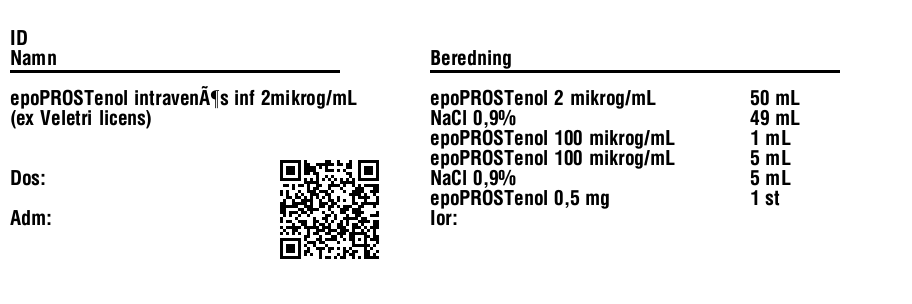 ID
Namn
epoPROSTenol intravenÃ¶s inf 2mikrog/mL
(ex Veletri licens)
Dos:
Adm:
Beredning
epoPROSTenol 2 mikrog/mL 50 mL
NaCl 0,9% 49 mL
epoPROSTenol 100 mikrog/mL 1 mL
epoPROSTenol 100 mikrog/mL 5 mL
NaCl 0,9% 5 mL
epoPROSTenol 0,5 mg 1 st
Ior: